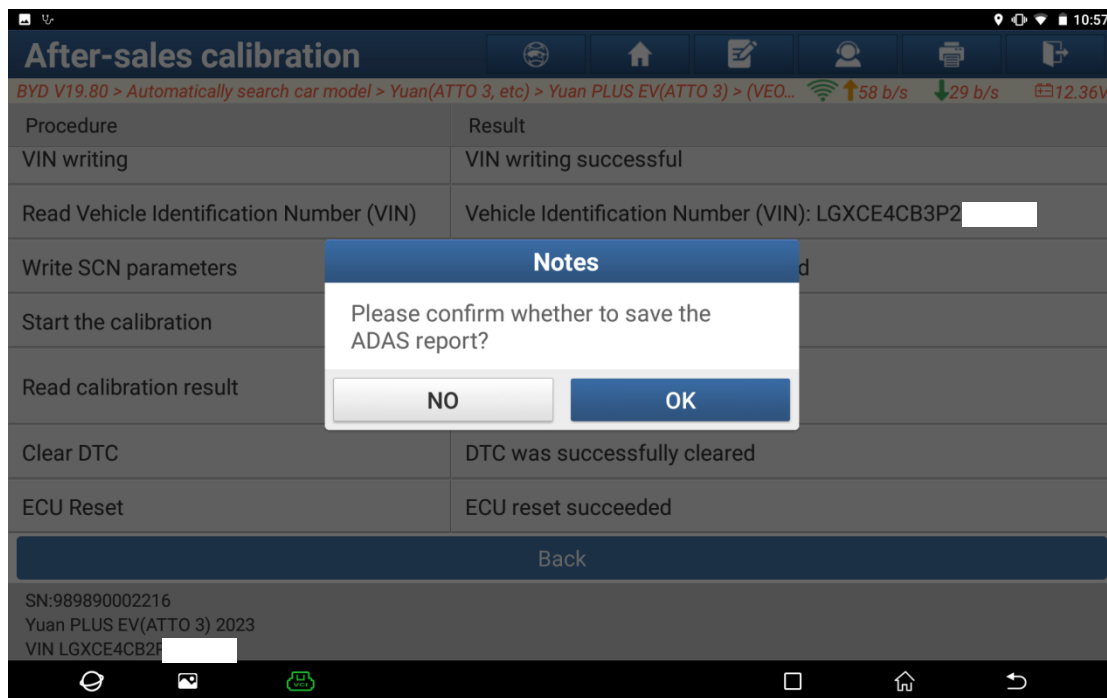 10:57
After-sales calibration
BYD V19.80 > Automatically search car model > Yuan(ATTO 3, etc) > Yuan PLUS EV(ATTO 3) > (VEO... 58 b/s 29 b/s 12.36V
Procedure Result
VIN writing VIN writing successful
Read Vehicle Identification Number (VIN) Vehicle Identification Number (VIN): LGXCE4CB3P2
Write SCN parameters
Notes
Start the calibration
Please confirm whether to save the
ADAS report?
Read calibration result
NO OK
Clear DTC DTC was successfully cleared
ECU Reset ECU reset succeeded
Back
SN:989890002216
Yuan PLUS EV(ATTO 3) 2023
VIN LGXCE4CB2
VCI